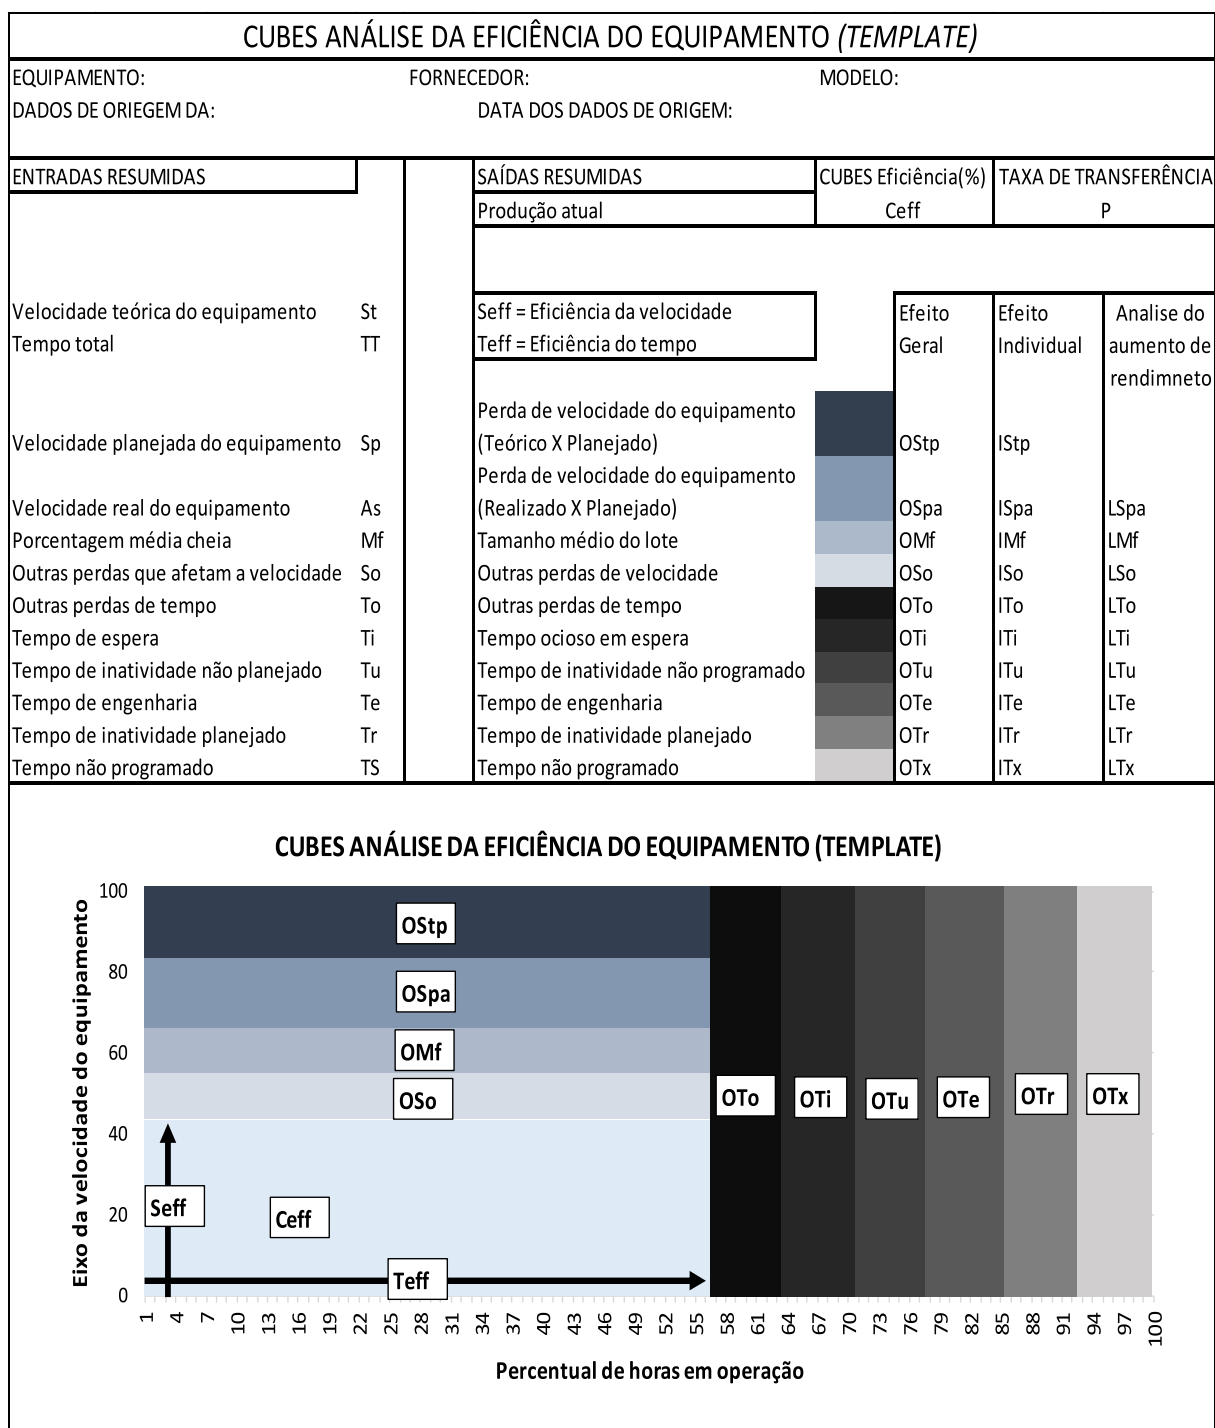 CUBES ANÁLISE DA EFICIÊNCIA DO EQUIPAMENTO (TEMPLATE)
EQUIPAMENTO: FORNECEDOR: MODELO:
DADOS DE ORIEGEM DA: DATA DOS DADOS DE ORIGEM:
ENTRADAS RESUMIDAS SAÍDAS RESUMIDAS CUBES Eficiência(%) TAXA DE TRANSFERÊNCIA
Produção atual Ceff P
Velocidade teórica do equipamento St Seff = Eficiência da velocidade Efeito Efeito Analise do
Tempo total TT Teff = Eficiência do tempo Geral Individual aumento de
rendimneto
Perda de velocidade do equipamento
Velocidade planejada do equipamento Sp (Teórico X Planejado) OStp IStp
Perda de velocidade do equipamento
Velocidade real do equipamento As (Realizado X Planejado) OSpa ISpa LSpa
Porcentagem média cheia Mf Tamanho médio do lote OMf IMf LMf
Outras perdas que afetam a velocidade So Outras perdas de velocidade OSo ISo LSo
Outras perdas de tempo To Outras perdas de tempo OTo ITo LTo
Tempo de espera Ti Tempo ocioso em espera OTi ITi LTi
Tempo de inatividade não planejado Tu Tempo de inatividade não programado OTu ITu LTu
Tempo de engenharia Te Tempo de engenharia OTe ITe LTe
Tempo de inatividade planejado Tr Tempo de inatividade planejado OTr ITr LTr
Tempo não programado TS Tempo não programado OTx ITx LTx
CUBES ANÁLISE DA EFICIÊNCIA DO EQUIPAMENTO (TEMPLATE)
Eixo da velocidade do equipamento
100
80
60
40
20
0
OStp
OSpa
OMf
OSo
OTo OTi OTu OTe OTr OTx
Seff Ceff
Teff
1 4 7 10 13 16 19 22 25 28 31 34 37 40 43 46 49 52 55 58 61 64 67 70 73 76 79 82 85 88 91 94 97 100
Percentual de horas em operação